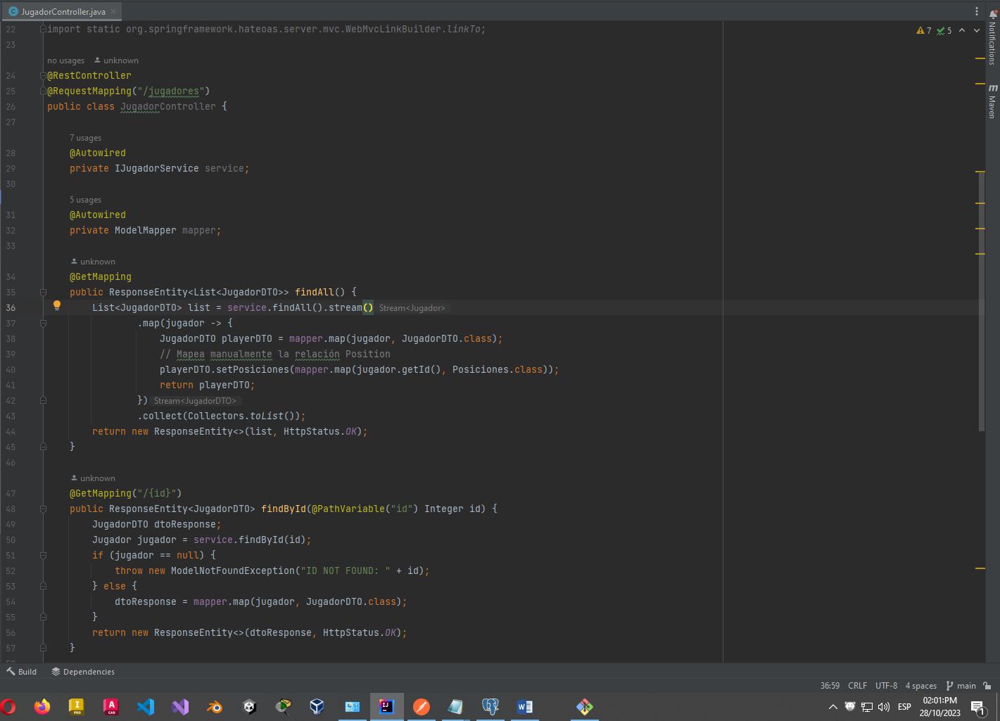 JugadorController.java
22 import static org.springframework.hateoas.server.mvc.WebMvcLinkBuilder.linkTo;
7 5
23
no usages unknown
24 @RestController
25 @RequestMapping("/jugadores")
26 public class JugadorController {
27
7 usages
28 @Autowired
29 private IJugadorService service;
30
5 usages
31 @Autowired
32 private ModelMapper mapper;
33
unknown
34 @GetMapping
35 public ResponseEntity<List<JugadorDTO>> findAll() {
36 List<JugadorDTO> list = service.findAll().stream() Stream<Jugador>
37 .map(jugador -> {
38 JugadorDTO playerDTO = mapper.map(jugador, JugadorDTO.class);
39 // Mapea manualmente la relación Position
40 playerDTO.setPosiciones(mapper.map(jugador.getId(), Posiciones.class));
41 return playerDTO;
42 }) Stream<JugadorDTO>
43 .collect(Collectors.toList());
44 return new ResponseEntity<>(list, HttpStatus.OK);
45 }
46
unknown
47 @GetMapping("/{id}")
48 public ResponseEntity<JugadorDTO> findById(@PathVariable("id") Integer id) {
49 JugadorDTO dtoResponse;
50 Jugador jugador = service.findById(id);
51 if (jugador == null) {
52 throw new ModelNotFoundException("ID NOT FOUND: " + id);
53 } else {
54 dtoResponse = mapper.map(jugador, JugadorDTO.class);
55 }
56 return new ResponseEntity<>(dtoResponse, HttpStatus.OK);
57 }
Notifications
m Maven
Build Dependencies
36:59 CRLF UTF-8 4 spaces main
I PRO
A CAD
IJ
W
ESP
02:01:PM
28/10/2023
1